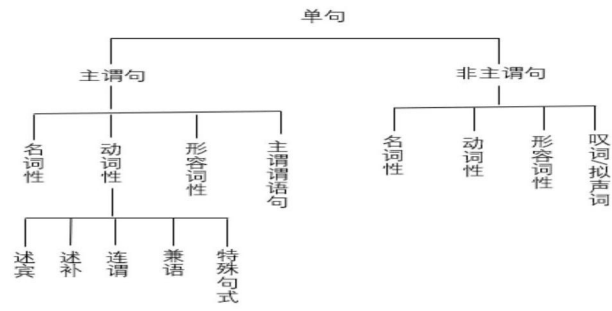 单句
主谓句
非主谓句
名词性
动词性
形容词性
主谓谓语句
名词性
动词性
形容词性
叹词/拟声词
述宾
述补
连谓
兼语
特殊句式